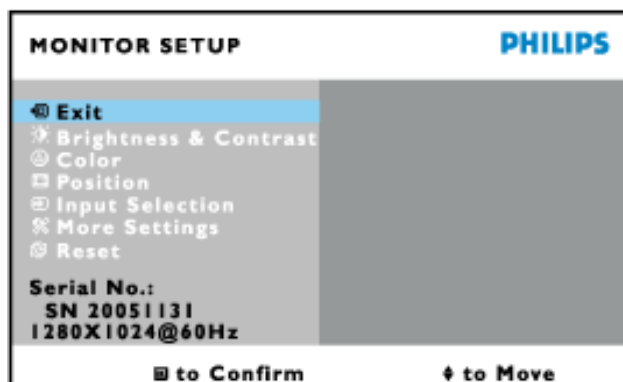 MONITOR SETUP
PHILIPS
Exit
Brightness & Contrast
Color
Position
Input Selection
More Settings
Reset
Serial No.:
SN 20051131
1280X1024@60Hz
to Confirm
to Move